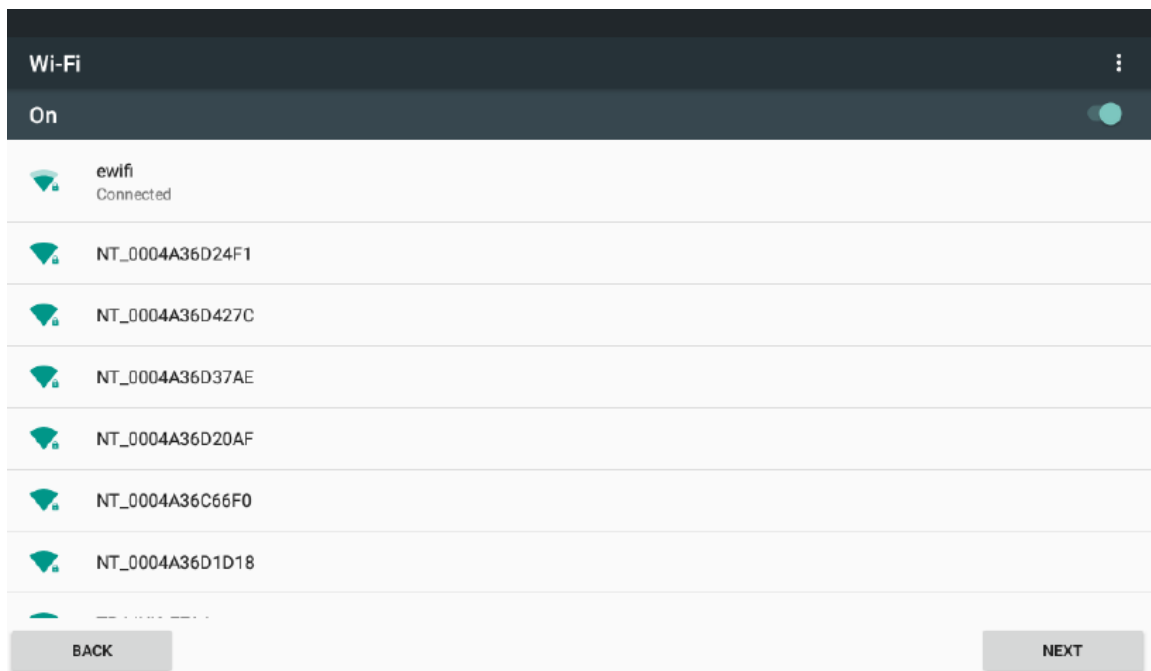 Wi-Fi
On
ewifi
Connected
NT_0004A36D24F1
NT_0004A36D427C
NT_0004A36D37AE
NT_0004A36D20AF
NT_0004A36C66F0
NT_0004A36D1D18
BACK
NEXT